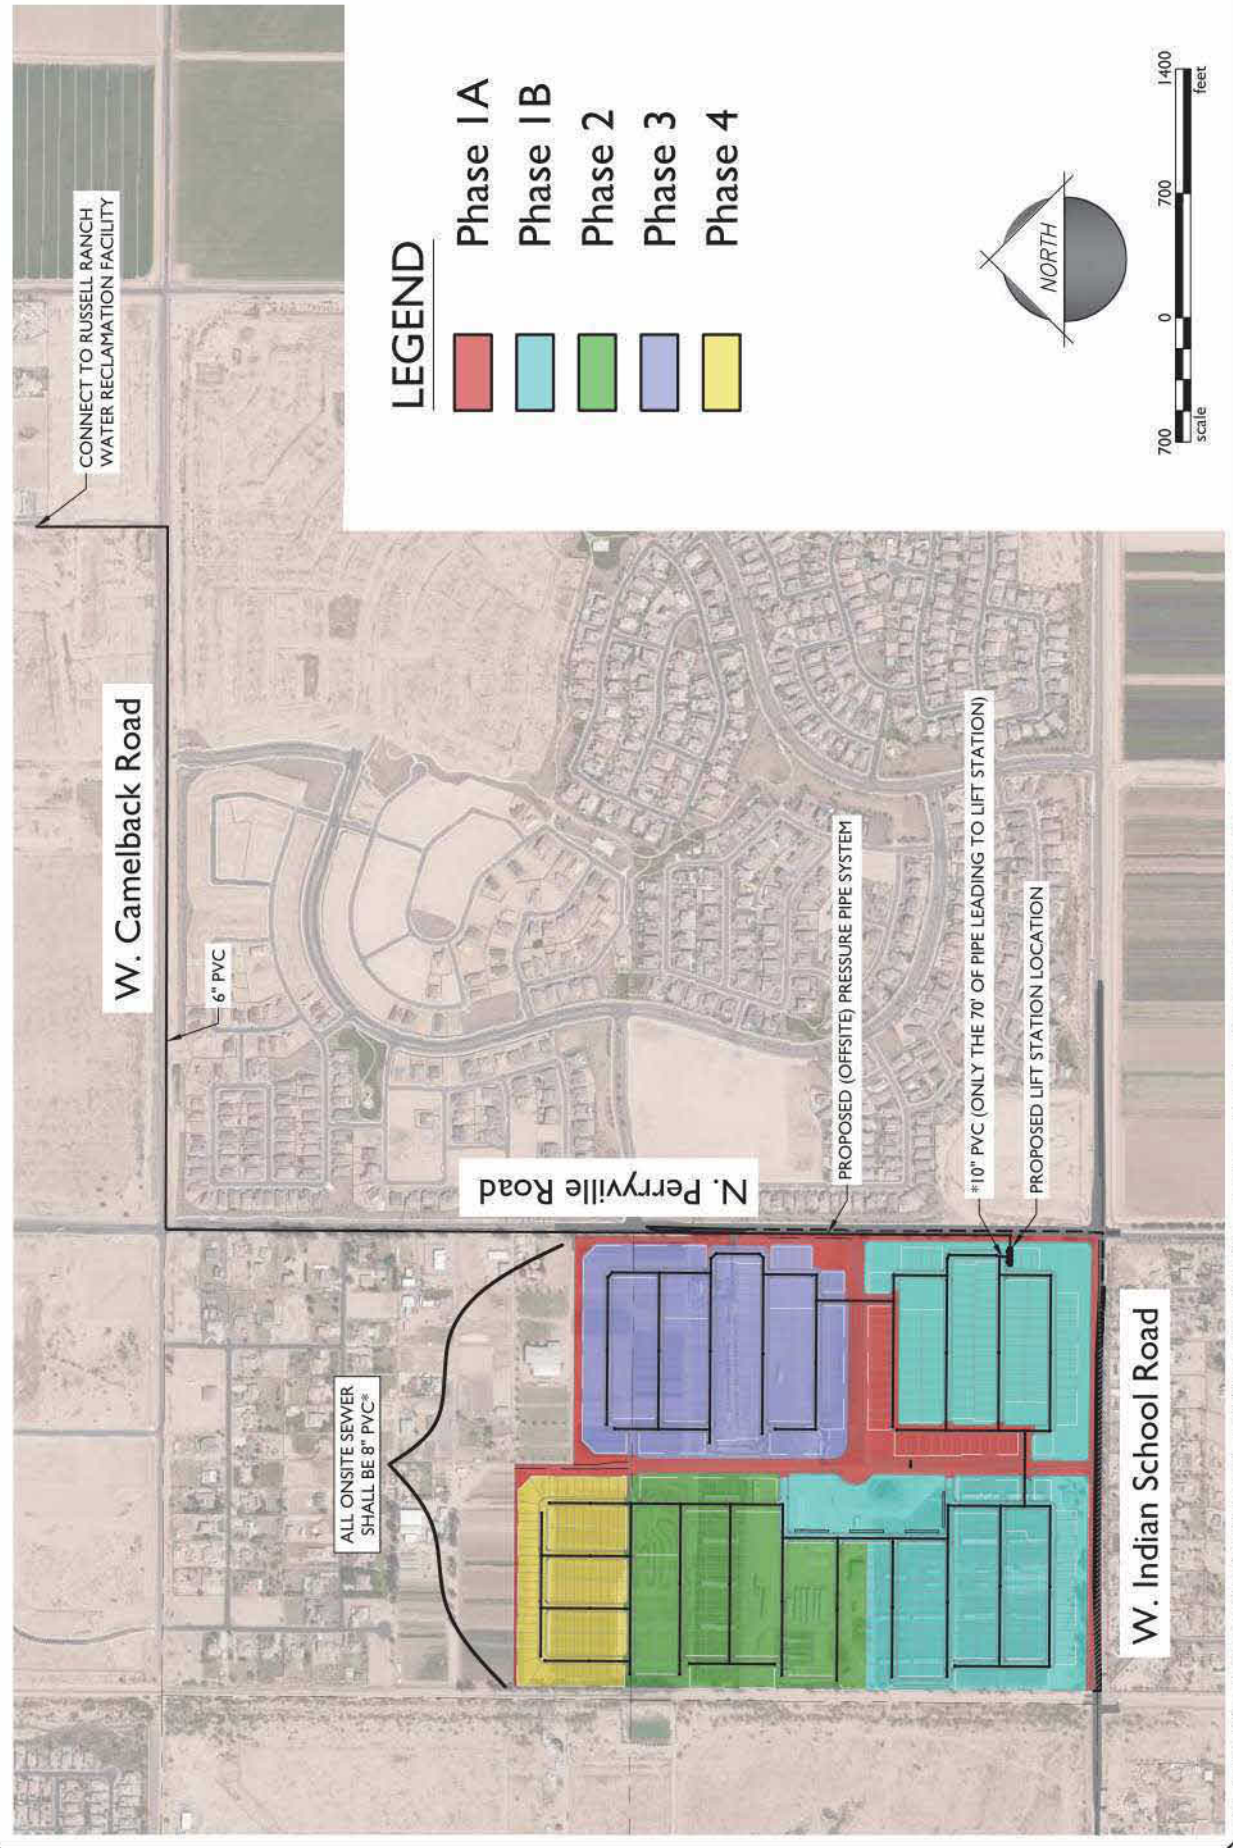 CONNECT TO RUSSELL RANCH
WATER RECLAMATION FACILITY
W. Camelback Road
6" PVC
LEGEND
Phase 1A
Phase 1B
Phase 2
Phase 3
Phase 4
NORTH
700 0 700 1400
scale feet
N. Perryville Road
ALL ONSITE SEWER
SHALL BE 8" PVC*
PROPOSED (OFFSITE) PRESSURE PIPE SYSTEM
*10" PVC (ONLY THE 70' OF PIPE LEADING TO LIFT STATION)
PROPOSED LIFT STATION LOCATION
W. Indian School Road